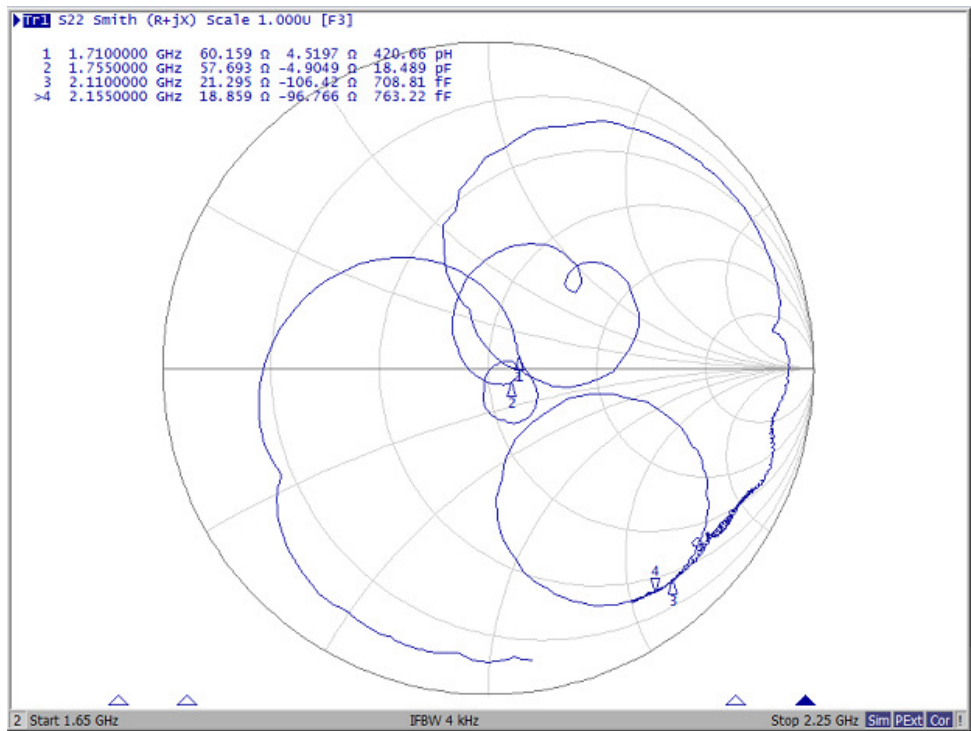 Tr1 S22 Smith (R+jX) Scale 1.000U [F3]
1 1.7100000 GHz 60.159 Ω 4.5197 Ω 420.66 pH
2 1.7550000 GHz 57.693 Ω -4.9049 Ω 18.489 pF
3 2.1100000 GHz 21.295 Ω -106.42 Ω 708.81 fF
>4 2.1550000 GHz 18.859 Ω -96.766 Ω 763.22 fF
1
2
4
3
2 Start 1.65 GHz IFBW 4 kHz Stop 2.25 GHz Sim PExt Cor !